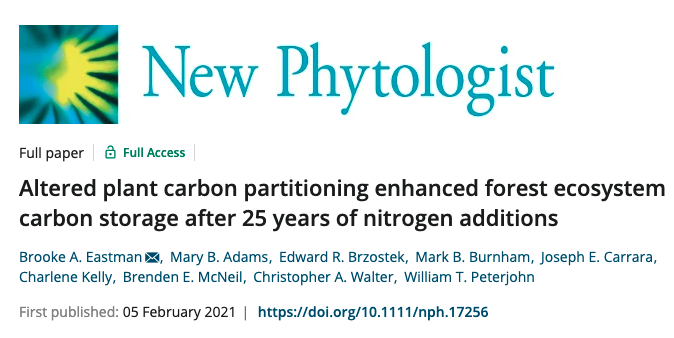 New Phytologist
Full paper | Full Access |
Altered plant carbon partitioning enhanced forest ecosystem
carbon storage after 25 years of nitrogen additions
Brooke A. Eastman, Mary B. Adams, Edward R. Brzostek, Mark B. Burnham, Joseph E. Carrara,
Charlene Kelly, Brenden E. McNeil, Christopher A. Walter, William T. Peterjohn
First published: 05 February 2021 | https://doi.org/10.1111/nph.17256